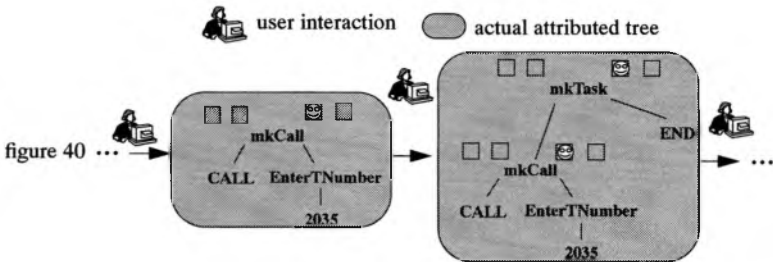 user interaction actual attributed tree
mkTask
mkCall END
figure 40 ... ...
CALL EnterTNumber mkCall
2035 CALL EnterTNumber
2035